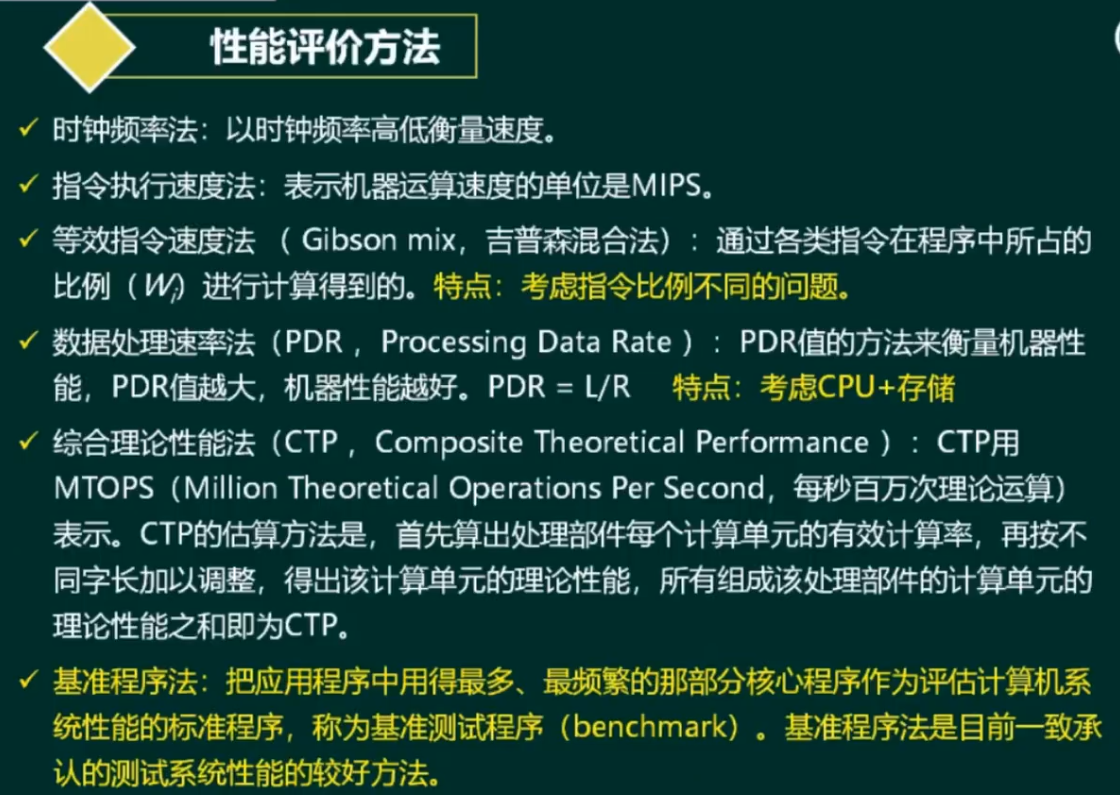 性能评价方法
✓ 时钟频率法：以时钟频率高低衡量速度。
✓ 指令执行速度法：表示机器运算速度的单位是MIPS。
✓ 等效指令速度法 （ Gibson mix，吉普森混合法）：通过各类指令在程序中所占的
比例（Wi）进行计算得到的。特点：考虑指令比例不同的问题。
✓ 数据处理速率法（PDR ，Processing Data Rate ）：PDR值的方法来衡量机器性
能，PDR值越大，机器性能越好。PDR = L/R 特点：考虑CPU+存储
✓ 综合理论性能法（CTP ，Composite Theoretical Performance ）：CTP用
MTOPS（Million Theoretical Operations Per Second，每秒百万次理论运算）
表示。CTP的估算方法是，首先算出处理部件每个计算单元的有效计算率，再按不
同字长加以调整，得出该计算单元的理论性能，所有组成该处理部件的计算单元的
理论性能之和即为CTP。
✓ 基准程序法：把应用程序中用得最多、最频繁的那部分核心程序作为评估计算机系
统性能的标准程序，称为基准测试程序（benchmark）。基准程序法是目前一致承
认的测试系统性能的较好方法。